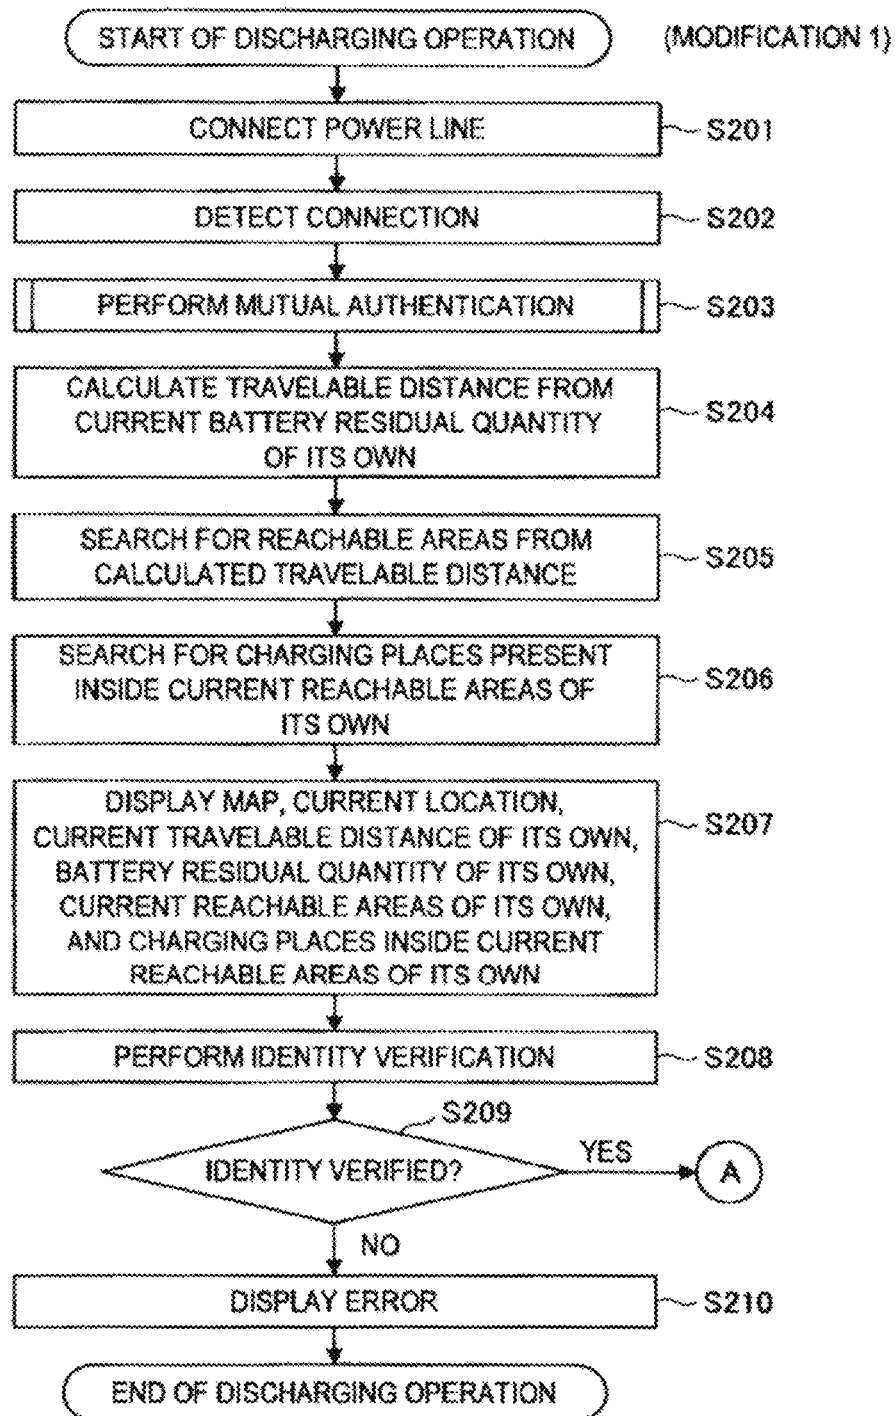 START OF DISCHARGING OPERATION
(MODIFICATION 1)
CONNECT POWER LINE
S201
DETECT CONNECTION
S202
PERFORM MUTUAL AUTHENTICATION
S203
CALCULATE TRAVELABLE DISTANCE FROM
CURRENT BATTERY RESIDUAL QUANTITY
OF ITS OWN
S204
SEARCH FOR REACHABLE AREAS FROM
CALCULATED TRAVELABLE DISTANCE
S205
SEARCH FOR CHARGING PLACES PRESENT
INSIDE CURRENT REACHABLE AREAS OF
ITS OWN
S206
DISPLAY MAP, CURRENT LOCATION,
CURRENT TRAVELABLE DISTANCE OF ITS OWN,
BATTERY RESIDUAL QUANTITY OF ITS OWN,
CURRENT REACHABLE AREAS OF ITS OWN,
AND CHARGING PLACES INSIDE CURRENT
REACHABLE AREAS OF ITS OWN
S207
PERFORM IDENTITY VERIFICATION
S208
S209
IDENTITY VERIFIED?
YES
A
NO
DISPLAY ERROR
S210
END OF DISCHARGING OPERATION